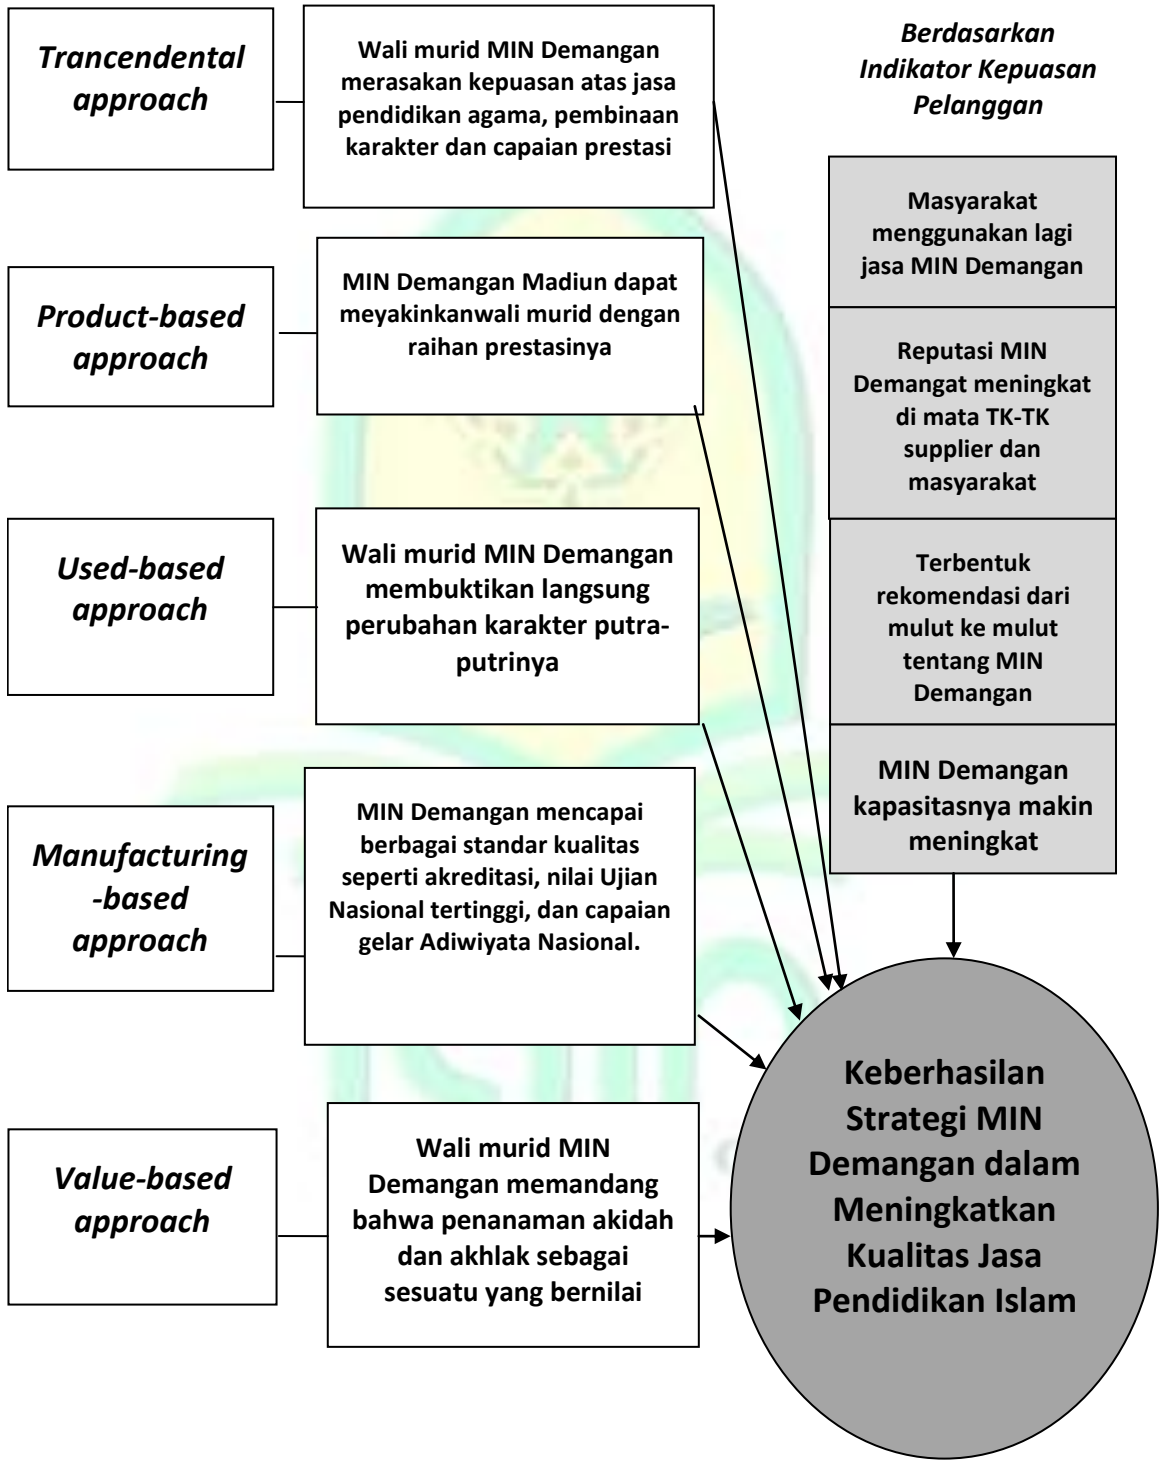 Trancendental
approach
Wali murid MIN Demangan
merasakan kepuasan atas jasa
pendidikan agama, pembinaan
karakter dan capaian prestasi
Product-based
approach
MIN Demangan Madiun dapat
meyakinkanwali murid dengan
raihan prestasinya
Used-based
approach
Wali murid MIN Demangan
membuktikan langsung
perubahan karakter putra-
putrinya
Manufacturing
-based
approach
MIN Demangan mencapai
berbagai standar kualitas
seperti akreditasi, nilai Ujian
Nasional tertinggi, dan capaian
gelar Adiwiyata Nasional.
Value-based
approach
Wali murid MIN
Demangan memandang
bahwa penanaman akidah
dan akhlak sebagai
sesuatu yang bernilai
Berdasarkan
Indikator Kepuasan
Pelanggan
Masyarakat
menggunakan lagi
jasa MIN Demangan
Reputasi MIN
Demangat meningkat
di mata TK-TK
supplier dan
masyarakat
Terbentuk
rekomendasi dari
mulut ke mulut
tentang MIN
Demangan
MIN Demangan
kapasitasnya makin
meningkat
Keberhasilan
Strategi MIN
Demangan dalam
Meningkatkan
Kualitas Jasa
Pendidikan Islam